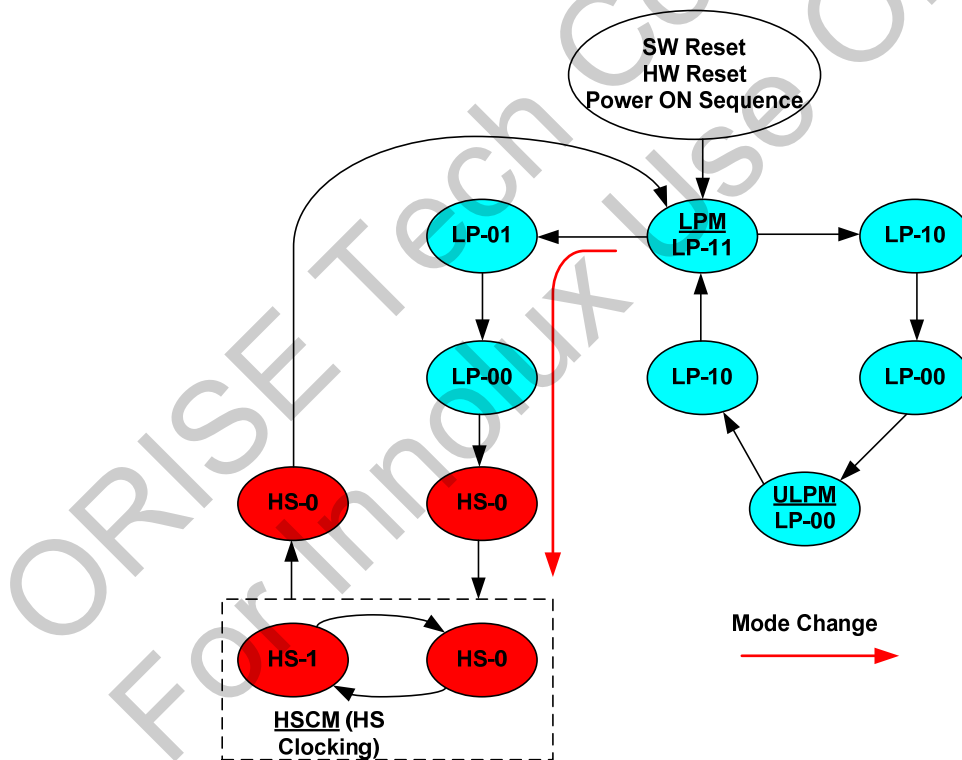 SW Reset
HW Reset
Power ON Sequence
LP-01
LPM
LP-11
LP-10
LP-00
LP-10
LP-00
HS-0
HS-0
ULPM
LP-00
Mode Change
HS-1
HS-0
HSCM (HS
Clocking)
ORISE Tech Co
For Innolux Use O